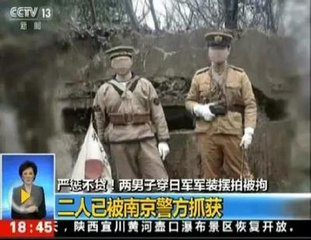 CCTV 13
新闻
严惩不贷！两男子穿日军军装摆拍被拘
二人已被南京警方抓获
18:45 陕西宜川黄河壶口瀑布景区恢复开放。